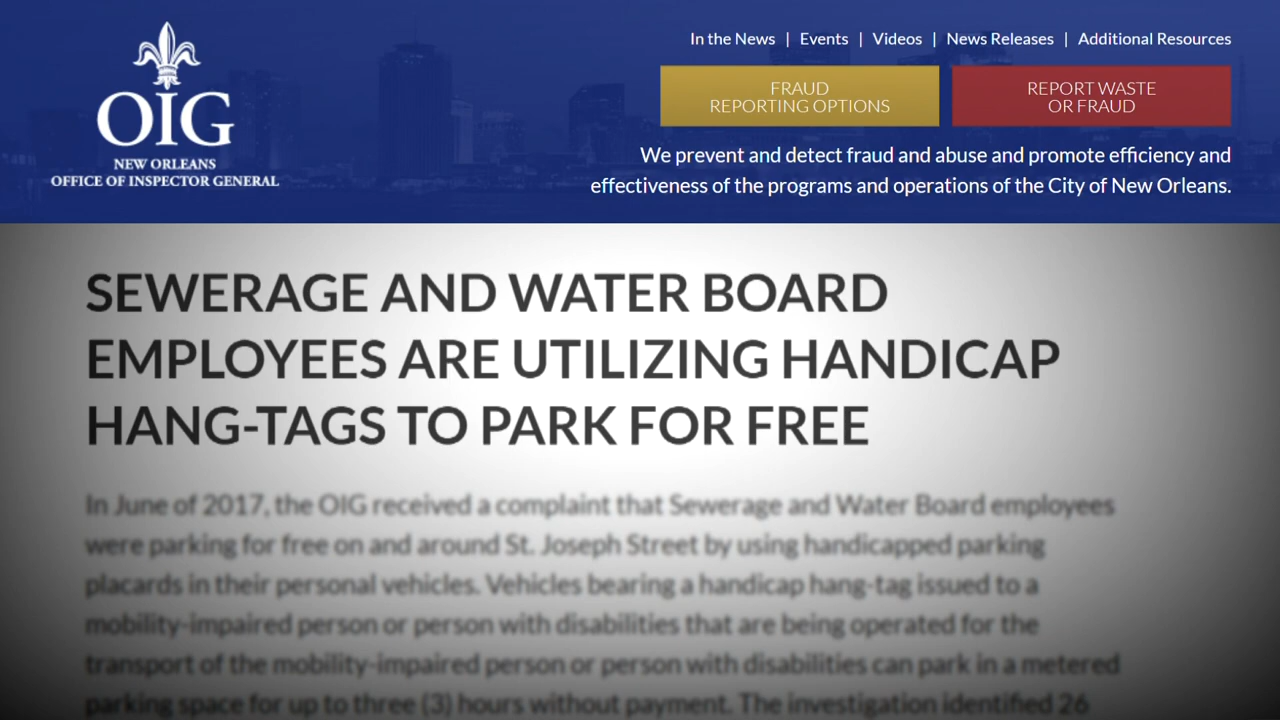 In the News | Events | Videos | News Releases | Additional Resources
OIG
NEW ORLEANS
OFFICE OF INSPECTOR GENERAL
FRAUD
REPORTING OPTIONS
REPORT WASTE
OR FRAUD
We prevent and detect fraud and abuse and promote efficiency and
effectiveness of the programs and operations of the City of New Orleans.
SEWERAGE AND WATER BOARD
EMPLOYEES ARE UTILIZING HANDICAP
HANG-TAGS TO PARK FOR FREE
In June of 2017, the OIG received a complaint that Sewerage and Water Board employees
were parking for free on and around St. Joseph Street by using handicapped parking
placards in their personal vehicles. Vehicles bearing a handicap hang-tag issued to a
mobility-impaired person or person with disabilities that are being operated for the
transport of the mobility-impaired person or person with disabilities can park in a metered
parking space for up to three (3) hours without payment. The investigation identified 26